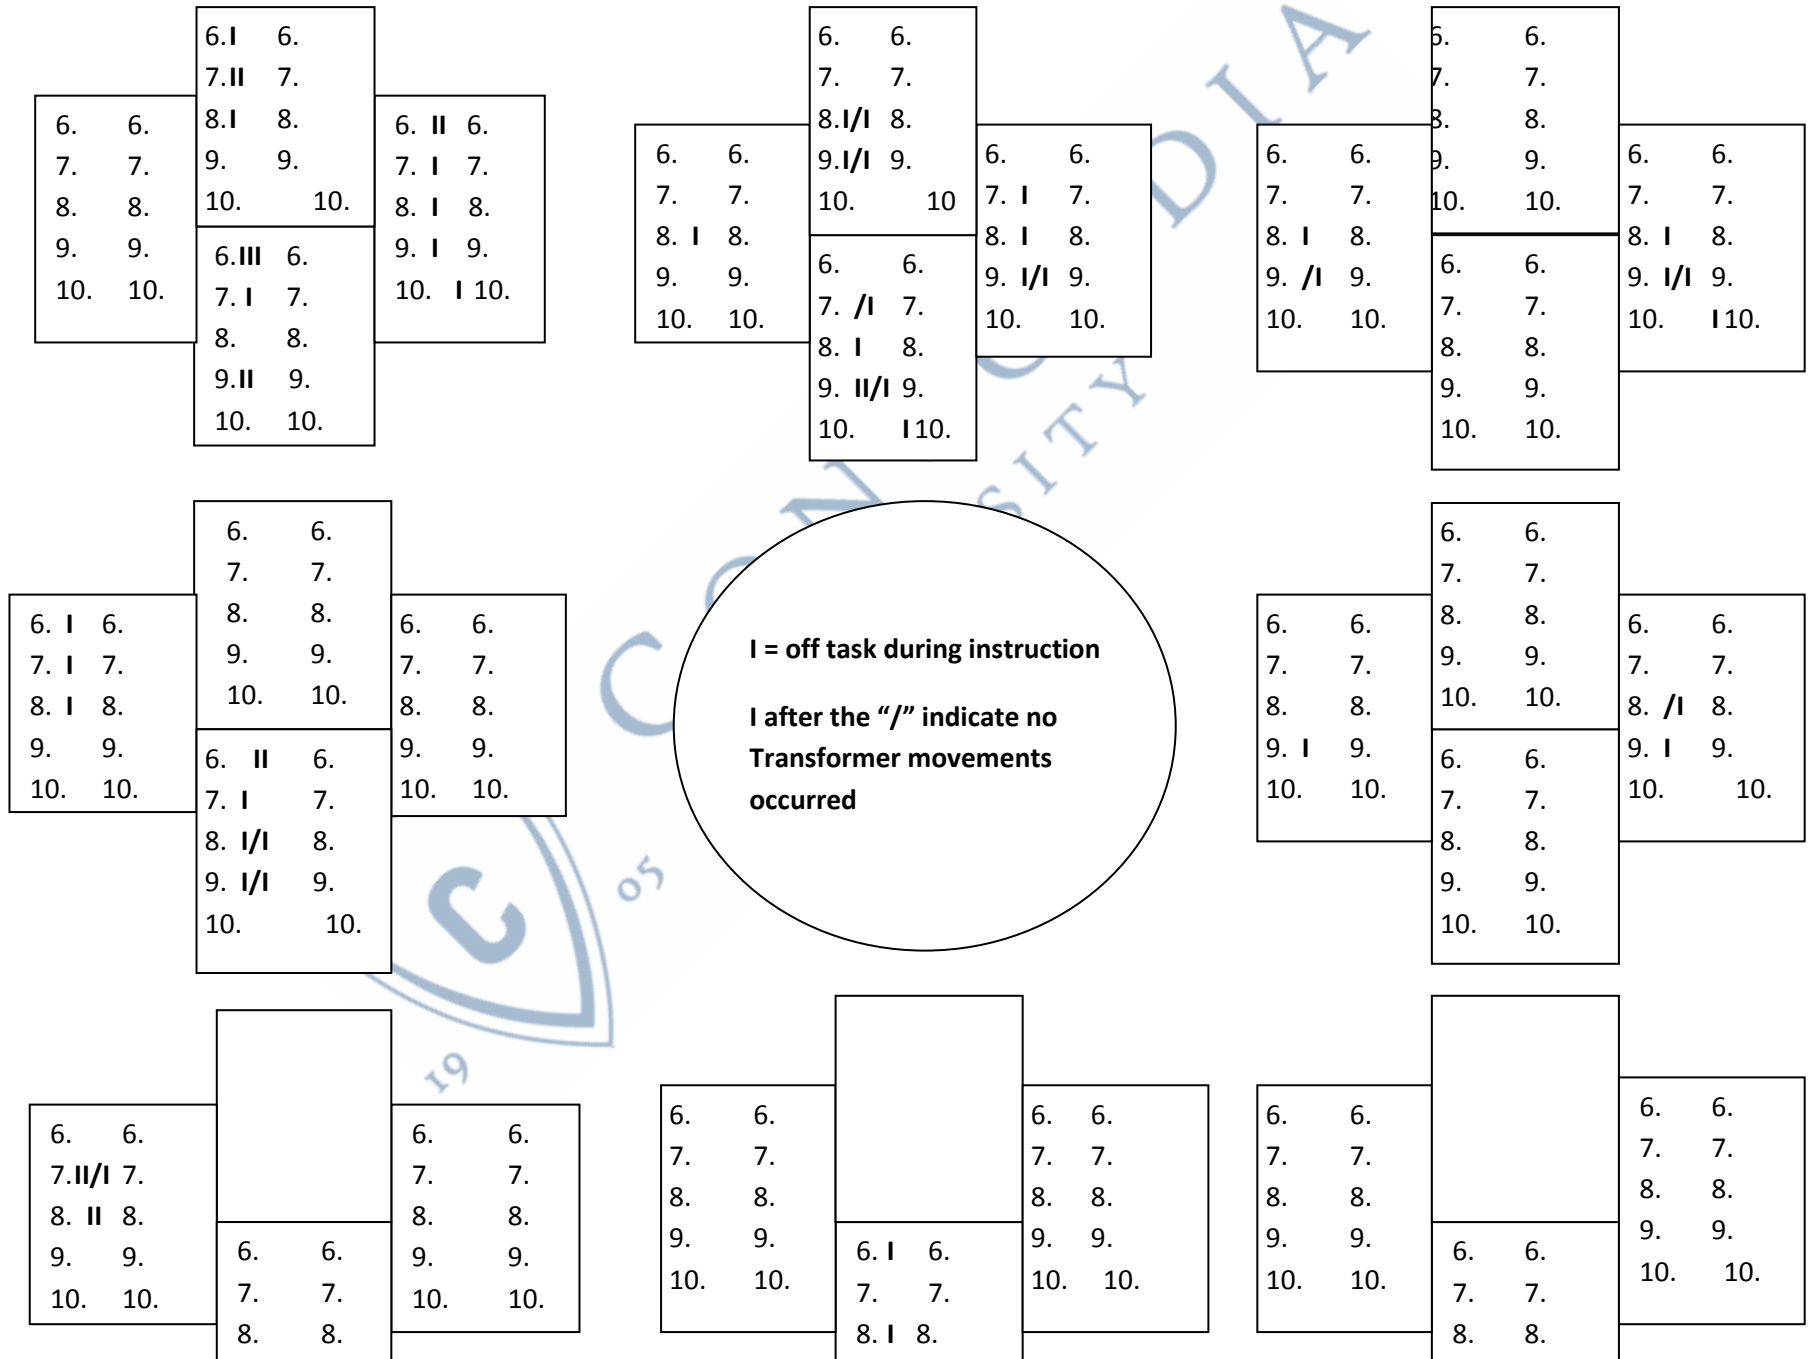 6.I 6.
7.II 7.
8.I 8.
9. 9.
10. 10.
6. 6.
7. 7.
8. 8.
9. 9.
10. 10.
6. II 6.
7. I 7.
8. I 8.
9. I 9.
10. I 10.
6.III 6.
7. I 7.
8. 8.
9.II 9.
10. 10.
6. 6.
7. 7.
8.I/I 8.
9.I/I 9.
10. 10
6. 6.
7. 7.
8. I 8.
9. 9.
10. 10.
6. 6.
7. I 7.
8. I 8.
9. I/I 9.
10. 10.
6. 6.
7. /I 7.
8. I 8.
9. II/I 9.
10. I 10.
6. 6.
7. 7.
8. 8.
9. 9.
10. 10.
6. 6.
7. 7.
8. I 8.
9. /I 9.
10. 10.
6. 6.
7. 7.
8. I 8.
9. I/I 9.
10. I 10.
6. 6.
7. 7.
8. 8.
9. 9.
10. 10.
6. 6.
7. 7.
8. 8.
9. 9.
10. 10.
6. I 6.
7. I 7.
8. I 8.
9. 9.
10. 10.
6. 6.
7. 7.
8. 8.
9. 9.
10. 10.
6. II 6.
7. I 7.
8. I/I 8.
9. I/I 9.
10. 10.
I = off task during instruction
I after the “/” indicate no
Transformer movements
occurred
6. 6.
7. 7.
8. 8.
9. 9.
10. 10.
6. 6.
7. 7.
8. 8.
9. I 9.
10. 10.
6. 6.
7. 7.
8. /I 8.
9. I 9.
10. 10.
6. 6.
7. 7.
8. 8.
9. 9.
10. 10.
6. 6.
7.II/I 7.
8. II 8.
9. 9.
10. 10.
6. 6.
7. 7.
8. 8.
9. 9.
10. 10.
6. 6.
7. 7.
8. 8.
6. 6.
7. 7.
8. 8.
9. 9.
10. 10.
6. 6.
7. 7.
8. 8.
9. 9.
10. 10.
6. I 6.
7. 7.
8. I 8.
6. 6.
7. 7.
8. 8.
9. 9.
10. 10.
6. 6.
7. 7.
8. 8.
9. 9.
10. 10.
6. 6.
7. 7.
8. 8.
C
19
05